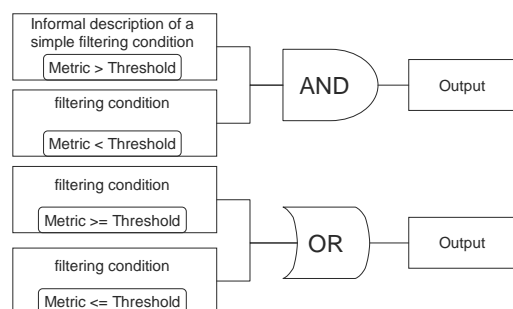 Informal description of a
simple filtering condition
Metric > Threshold
filtering condition
Metric < Threshold
AND
Output
filtering condition
Metric >= Threshold
filtering condition
Metric <= Threshold
OR
Output